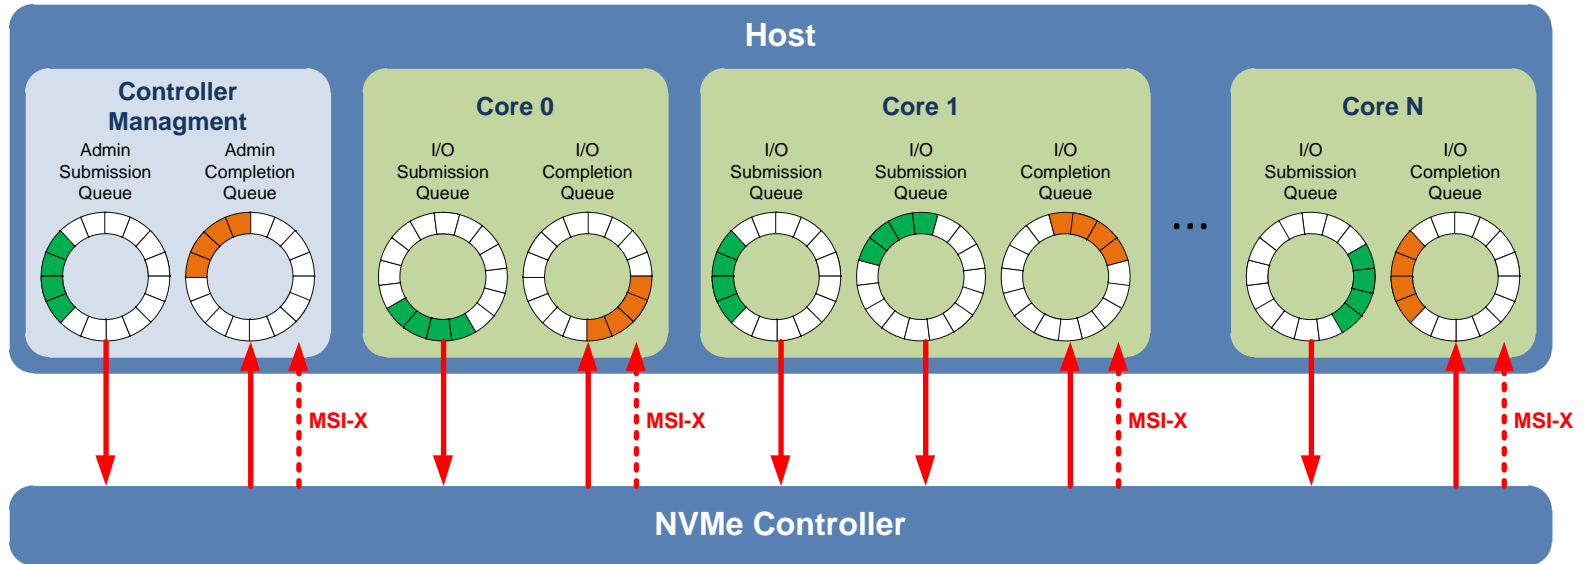 Host
Controller
Managment
Admin
Submission
Queue
Admin
Completion
Queue
Core 0
I/O
Submission
Queue
I/O
Completion
Queue
Core 1
I/O
Submission
Queue
I/O
Submission
Queue
I/O
Completion
Queue
...
Core N
I/O
Submission
Queue
I/O
Completion
Queue
MSI-X
MSI-X
MSI-X
MSI-X
NVMe Controller